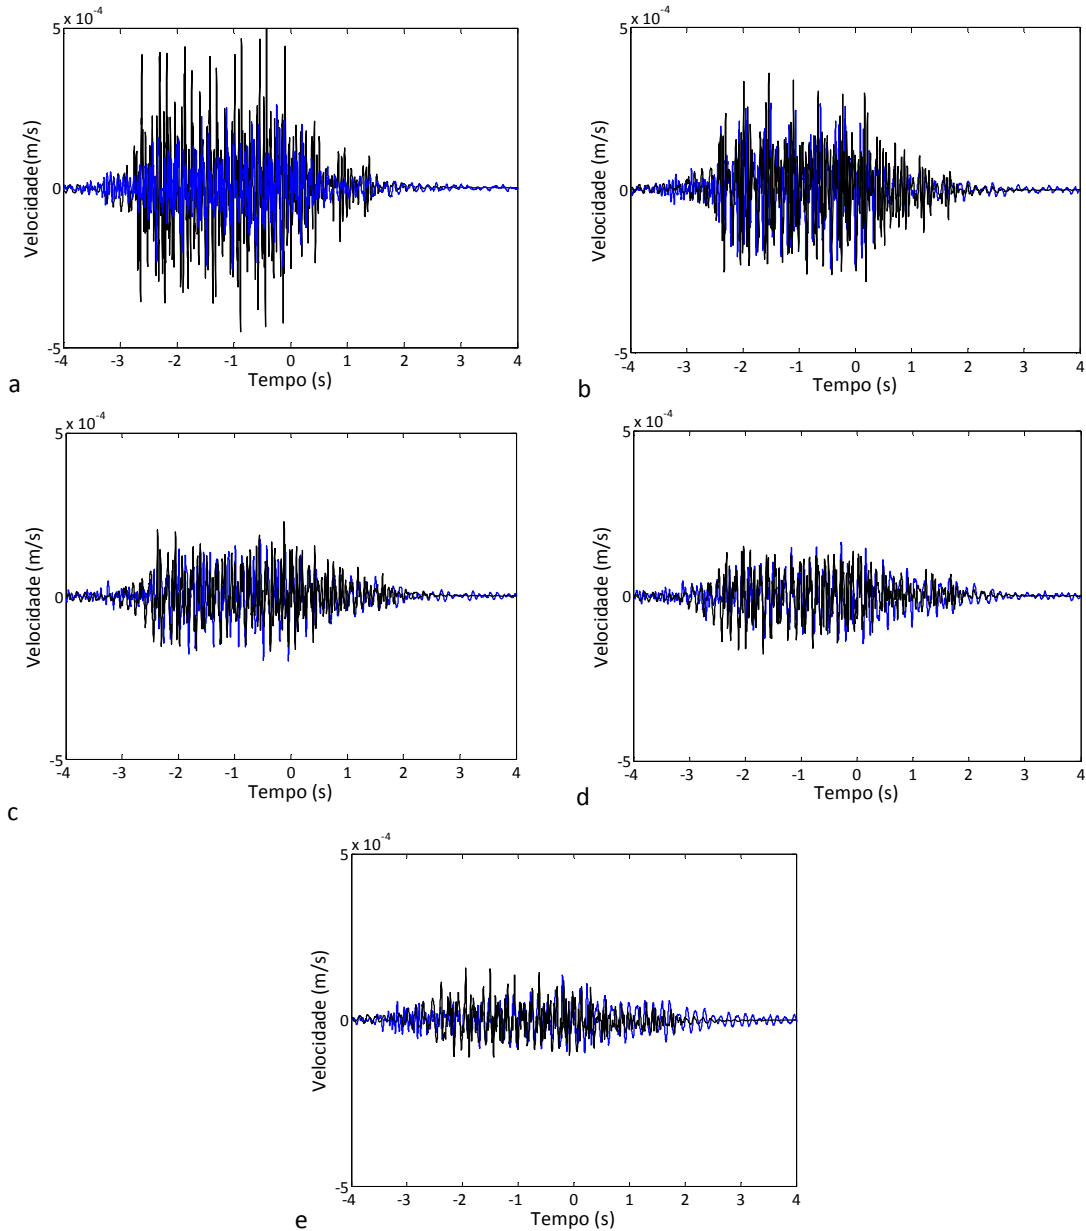 5 x 10-4
Velocidade(m/s)
0
-5
-4 -3 -2 -1 0 1 2 3 4
Tempo (s)
a
5 x 10-4
Velocidade (m/s)
0
-5
-4 -3 -2 -1 0 1 2 3 4
Tempo (s)
b
5 x 10-4
Velocidade (m/s)
0
-5
-4 -3 -2 -1 0 1 2 3 4
Tempo (s)
c
5 x 10-4
Velocidade (m/s)
0
-5
-4 -3 -2 -1 0 1 2 3 4
Tempo (s)
d
5 x 10-4
Velocidade (m/s)
0
-5
-4 -3 -2 -1 0 1 2 3 4
Tempo (s)
e